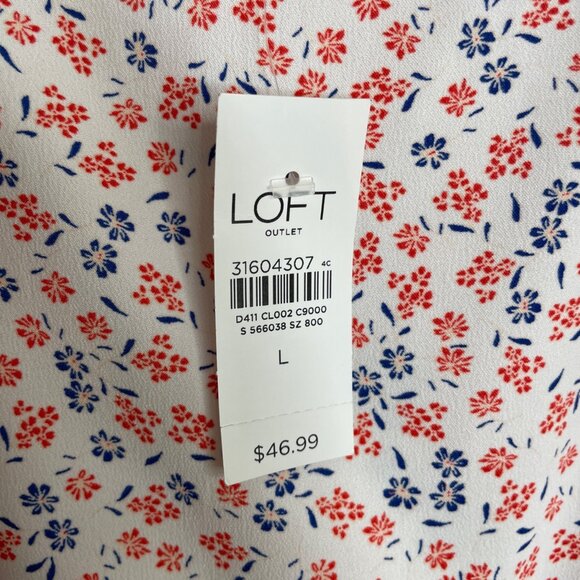 LOFT
OUTLET
31604307 4C
D411 CL002 C9000
S 566038 SZ 800
L
$46.99